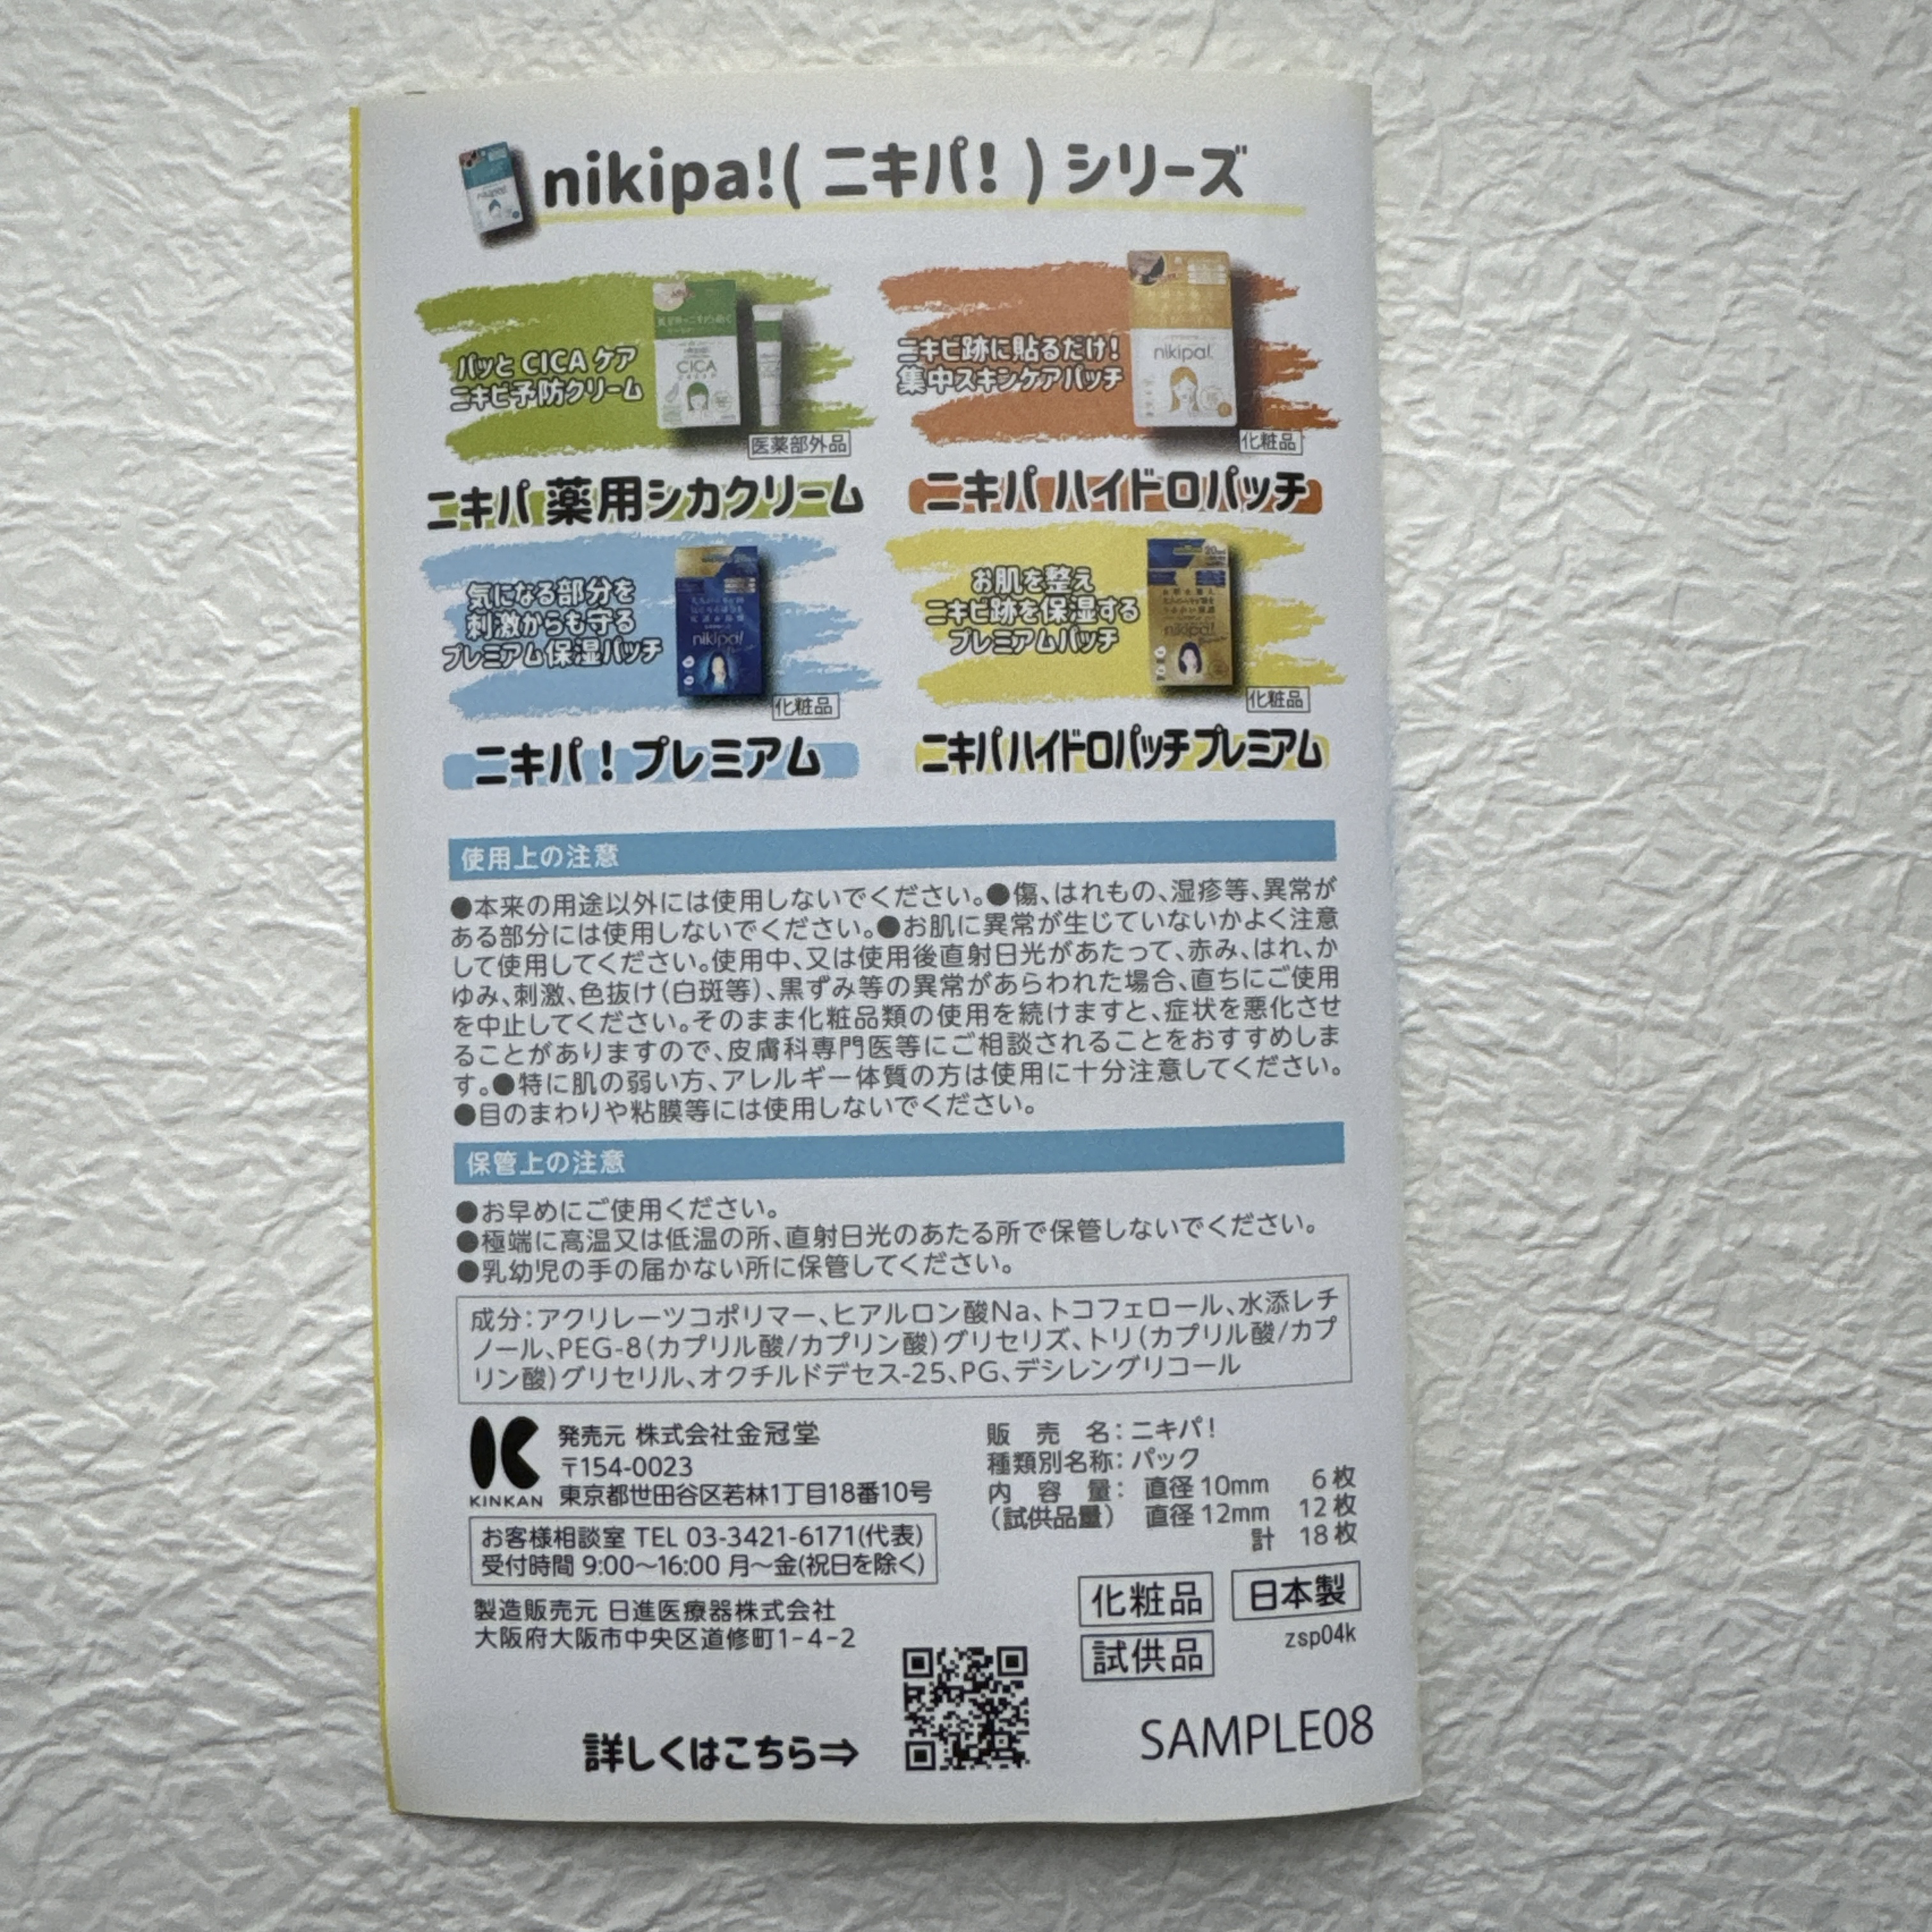 nikipa!(ニキパ!)シリーズ
パッとCICAケア
ニキビ予防クリーム
CICA
医薬部外品
ニキパ 薬用シカクリーム
ニキビ跡に貼るだけ!
集中スキンケアパッチ
nikipa!
化粧品
ニキパ ハイドロパッチ
気になる部分を
刺激からも守る
プレミアム保湿パッチ
nikipa!
化粧品
ニキパ!プレミアム
お肌を整え
ニキビ跡を保湿する
プレミアムパッチ
nikipa!
化粧品
ニキパハイドロパッチプレミアム
使用上の注意
●本来の用途以外には使用しないでください。●傷、はれもの、湿疹等、異常が
ある部分には使用しないでください。●お肌に異常が生じていないかよく注意
して使用してください。使用中、又は使用後直射日光があたって、赤み、はれ、か
ゆみ、刺激、色抜け(白斑等)、黒ずみ等の異常があらわれた場合、直ちにご使用
を中止してください。そのまま化粧品類の使用を続けますと、症状を悪化させ
ることがありますので、皮膚科専門医等にご相談されることをおすすめしま
す。●特に肌の弱い方、アレルギー体質の方は使用に十分注意してください。
●目のまわりや粘膜等には使用しないでください。
保管上の注意
●お早めにご使用ください。
●極端に高温又は低温の所、直射日光のあたる所で保管しないでください。
●乳幼児の手の届かない所に保管してください。
成分:アクリレーツコポリマー、ヒアルロン酸Na、トコフェロール、水添レチ
ノール、PEG-8(カプリル酸/カプリン酸)グリセリズ、トリ(カプリル酸/カプ
リン酸)グリセリル、オクチルドデセス-25、PG、デシレングリコール
KINKAN
発売元 株式会社金冠堂
〒154-0023
東京都世田谷区若林1丁目18番10号
お客様相談室 TEL 03-3421-6171(代表)
受付時間 9:00〜16:00 月〜金(祝日を除く)
製造販売元 日進医療器株式会社
大阪府大阪市中央区道修町1-4-2
販売名:ニキパ!
種類別名称:パック
内容量: 直径10mm 6枚
(試供品量) 直径12mm 12枚
計 18枚
化粧品
日本製
試供品
zsp04k
詳しくはこちら⇒
SAMPLE08